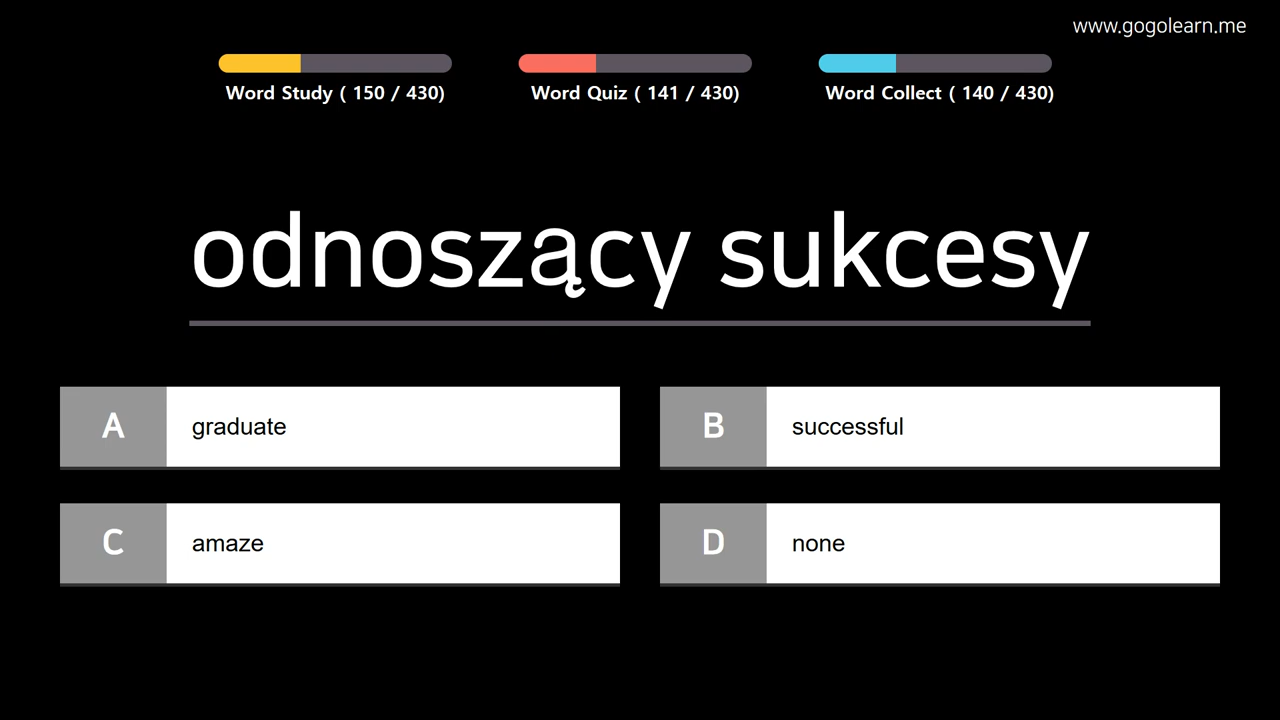 www.gogolearn.me
Word Study ( 150 / 430)
Word Quiz ( 141 / 430)
Word Collect ( 140 / 430)
odnoszący sukcesy
A graduate
B successful
C amaze
D none